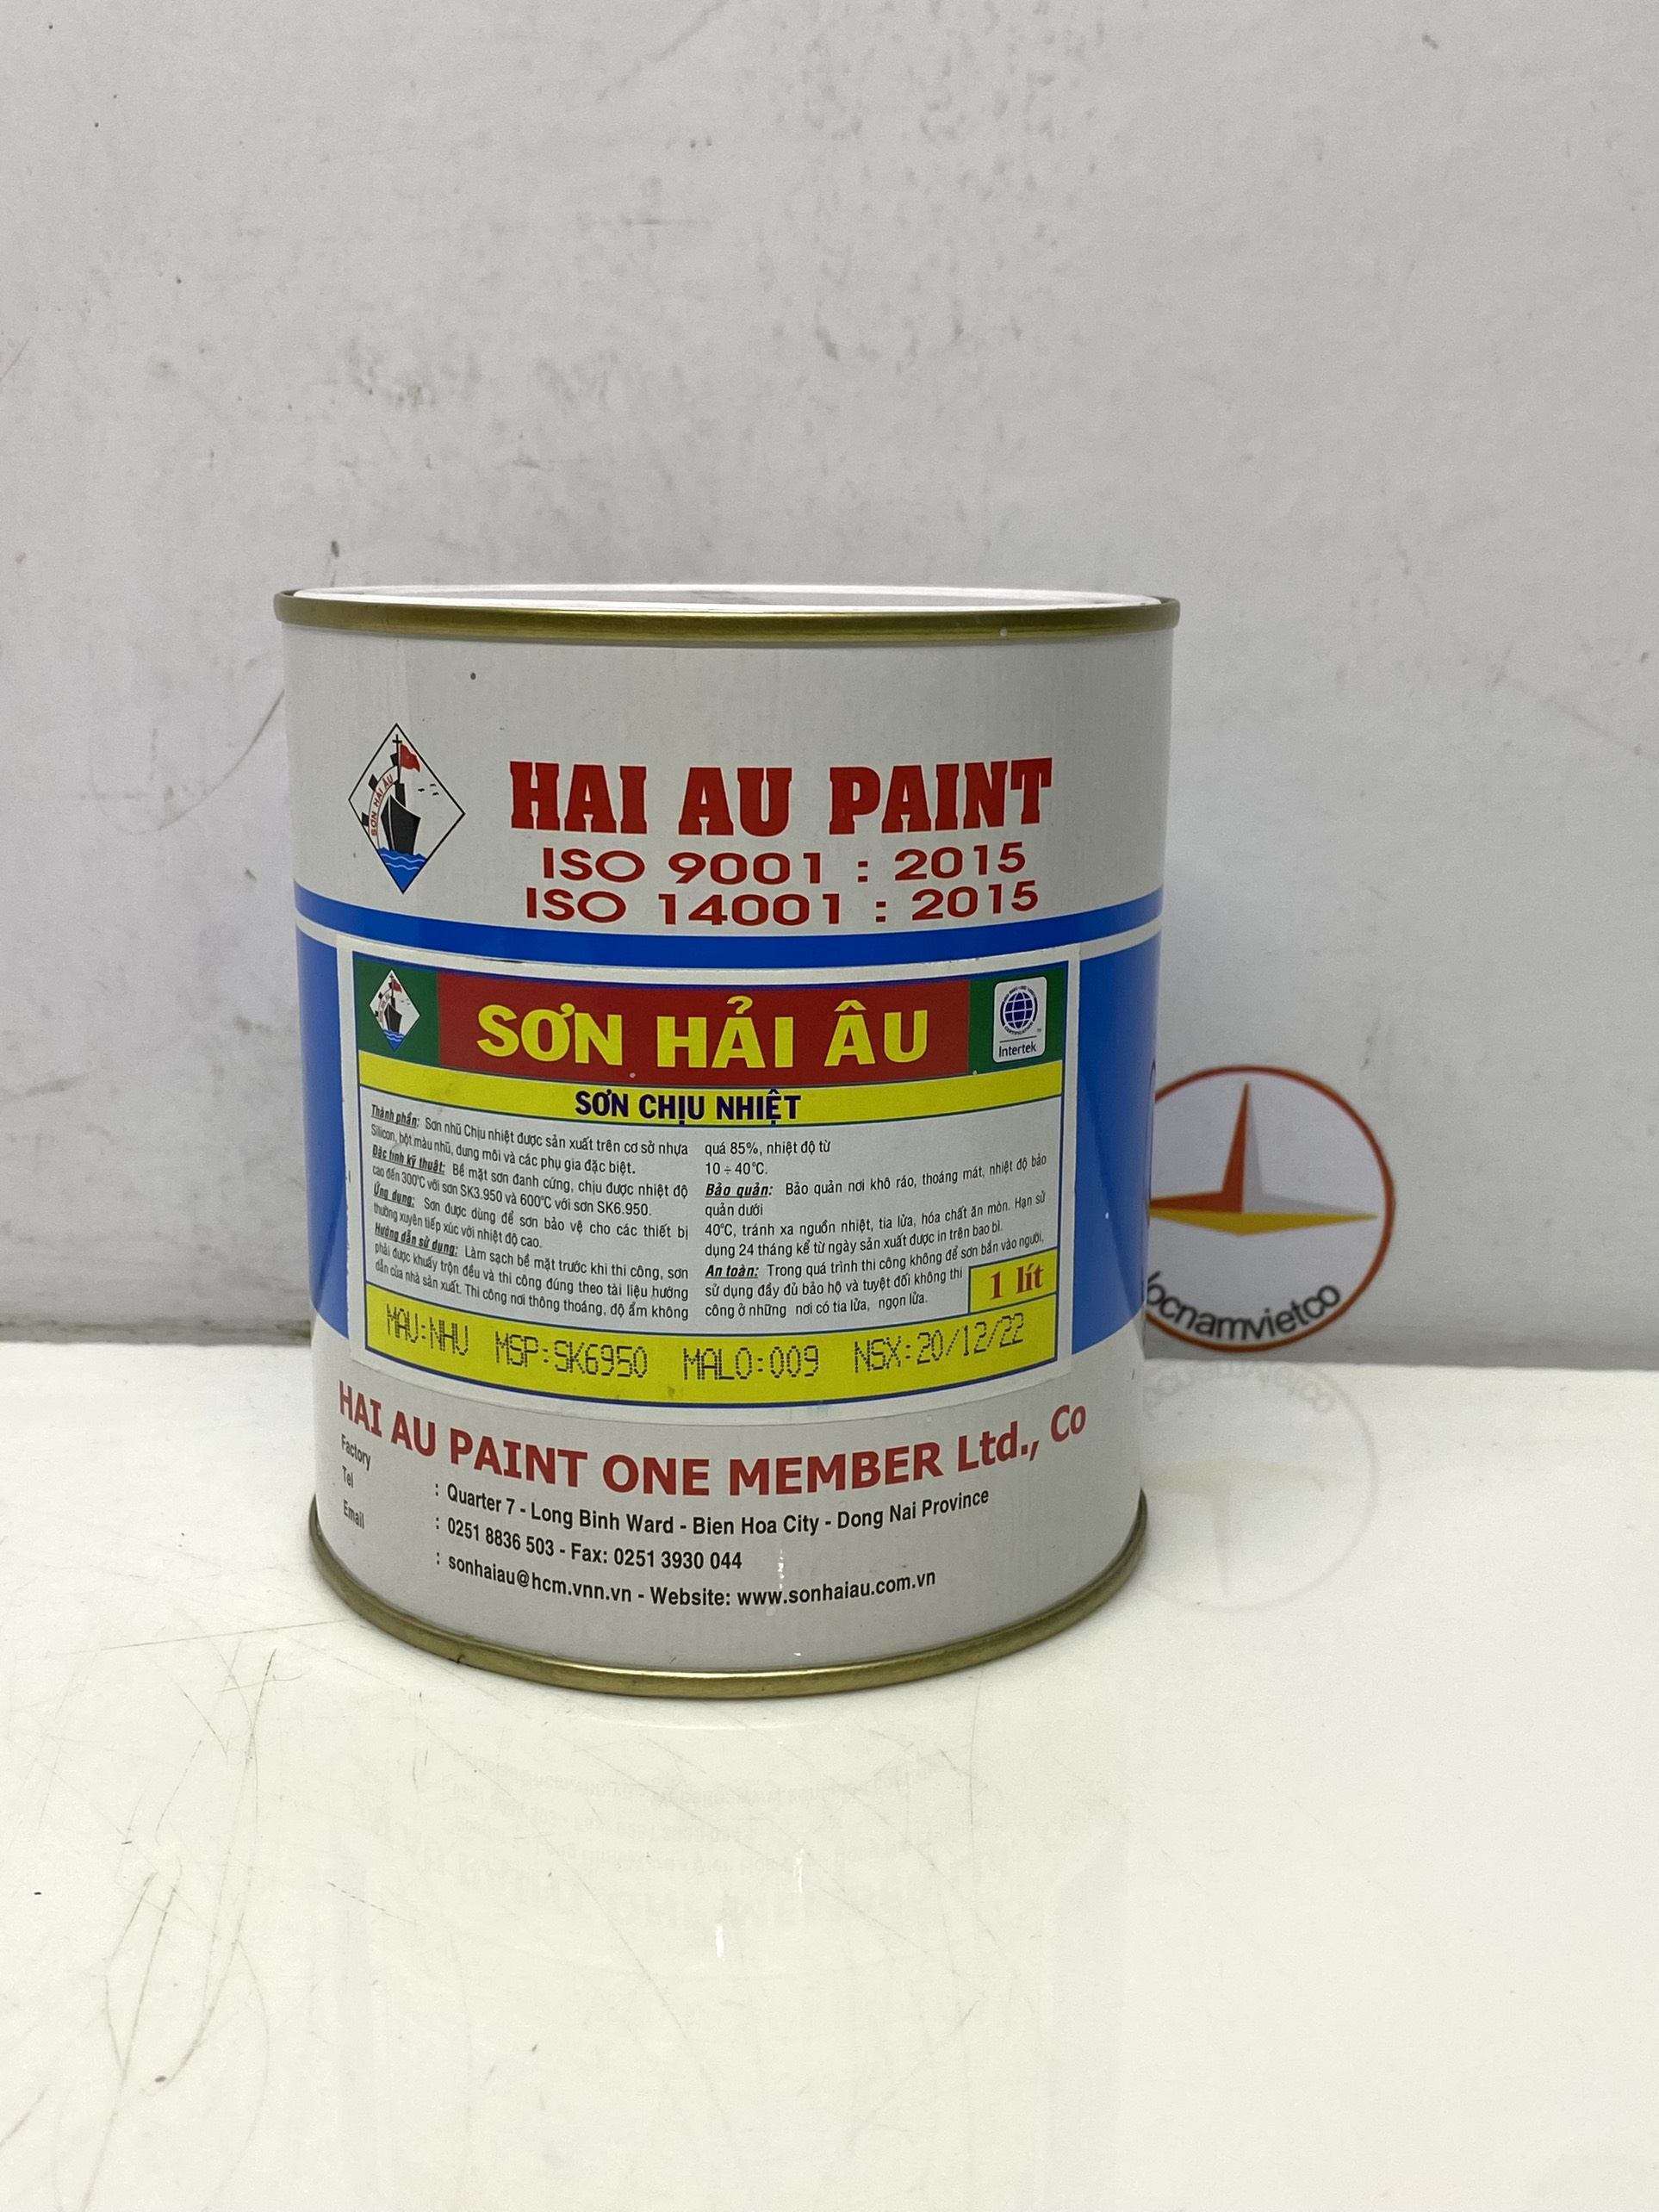 SƠN HẢI ÂU
HAI AU PAINT
ISO 9001 : 2015
ISO 14001 : 2015
SƠN HẢI ÂU
Intertek
SƠN CHỊU NHIỆT
Thành phần: Sơn nhũ Chịu nhiệt được sản xuất trên cơ sở nhựa
Silicon, bột màu nhũ, dung môi và các phụ gia đặc biệt.
Đặc tính kỹ thuật: Bề mặt sơn đanh cứng, chịu được nhiệt độ
cao đến 300°C với sơn SK3.950 và 600°C với sơn SK6.950.
Ứng dụng: Sơn được dùng để sơn bảo vệ cho các thiết bị
thường xuyên tiếp xúc với nhiệt độ cao.
Hướng dẫn sử dụng: Làm sạch bề mặt trước khi thi công, sơn
phải được khuấy trộn đều và thi công đúng theo tài liệu hướng
dẫn của nhà sản xuất. Thi công nơi thông thoáng, độ ẩm không
quá 85%, nhiệt độ từ
10 ÷ 40°C.
Bảo quản: Bảo quản nơi khô ráo, thoáng mát, nhiệt độ bảo
quản dưới
40°C, tránh xa nguồn nhiệt, tia lửa, hóa chất ăn mòn. Hạn sử
dụng 24 tháng kể từ ngày sản xuất được in trên bao bì.
An toàn: Trong quá trình thi công không để sơn bắn vào người,
sử dụng đầy đủ bảo hộ và tuyệt đối không thi
công ở những nơi có tia lửa, ngọn lửa.
1 lít
MAU:NHU MSP:SK6950 MALO:009 NSX:20/12/22
HAI AU PAINT ONE MEMBER Ltd., Co
Factory : Quarter 7 - Long Binh Ward - Bien Hoa City - Dong Nai Province
Tel : 0251 8836 503 - Fax: 0251 3930 044
Email : sonhaiau@hcm.vnn.vn - Website: www.sonhaiau.com.vn
ocnamvietco